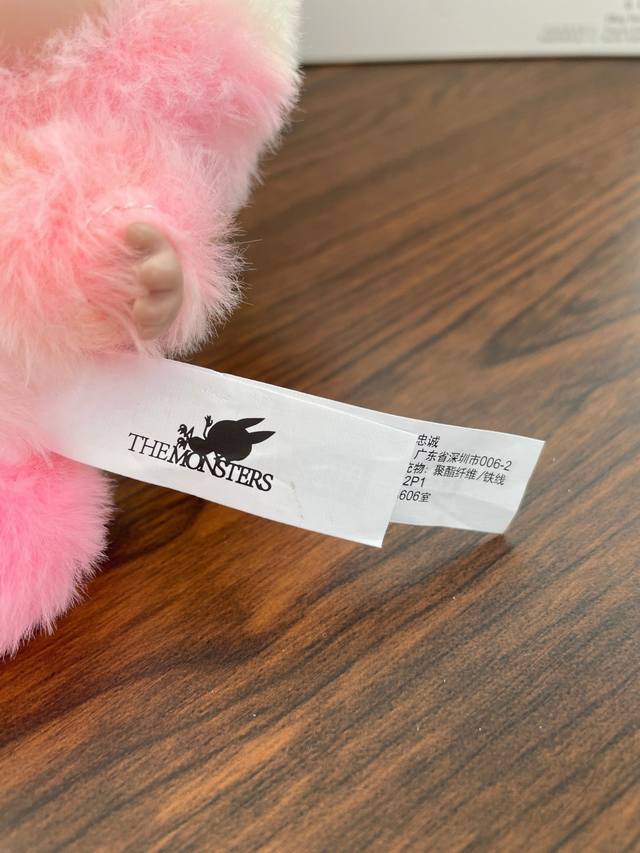 THE MONSTERS
忠诚
广东省深圳市006-2
充物：聚酯纤维/铁线
2P1
606室